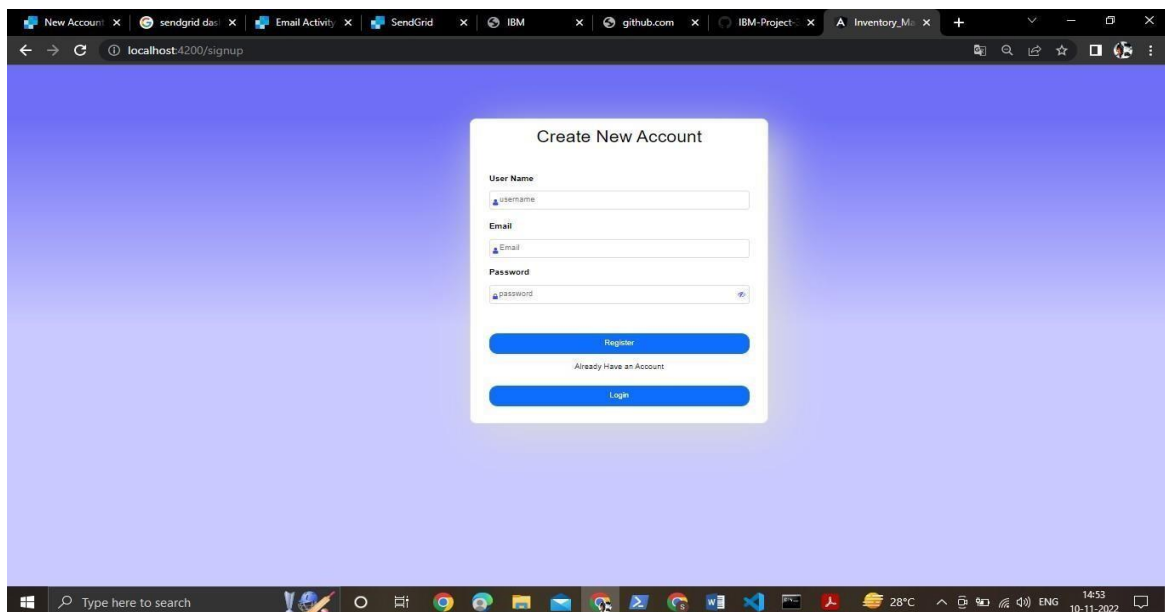 New Account
sendgrid das
Email Activity
SendGrid
IBM
github.com
IBM-Project-
Inventory_Ma
localhost:4200/signup
Create New Account
User Name
username
Email
Email
Password
password
Register
Already Have an Account
Login
Type here to search
28°C
ENG
14:53
10-11-2022